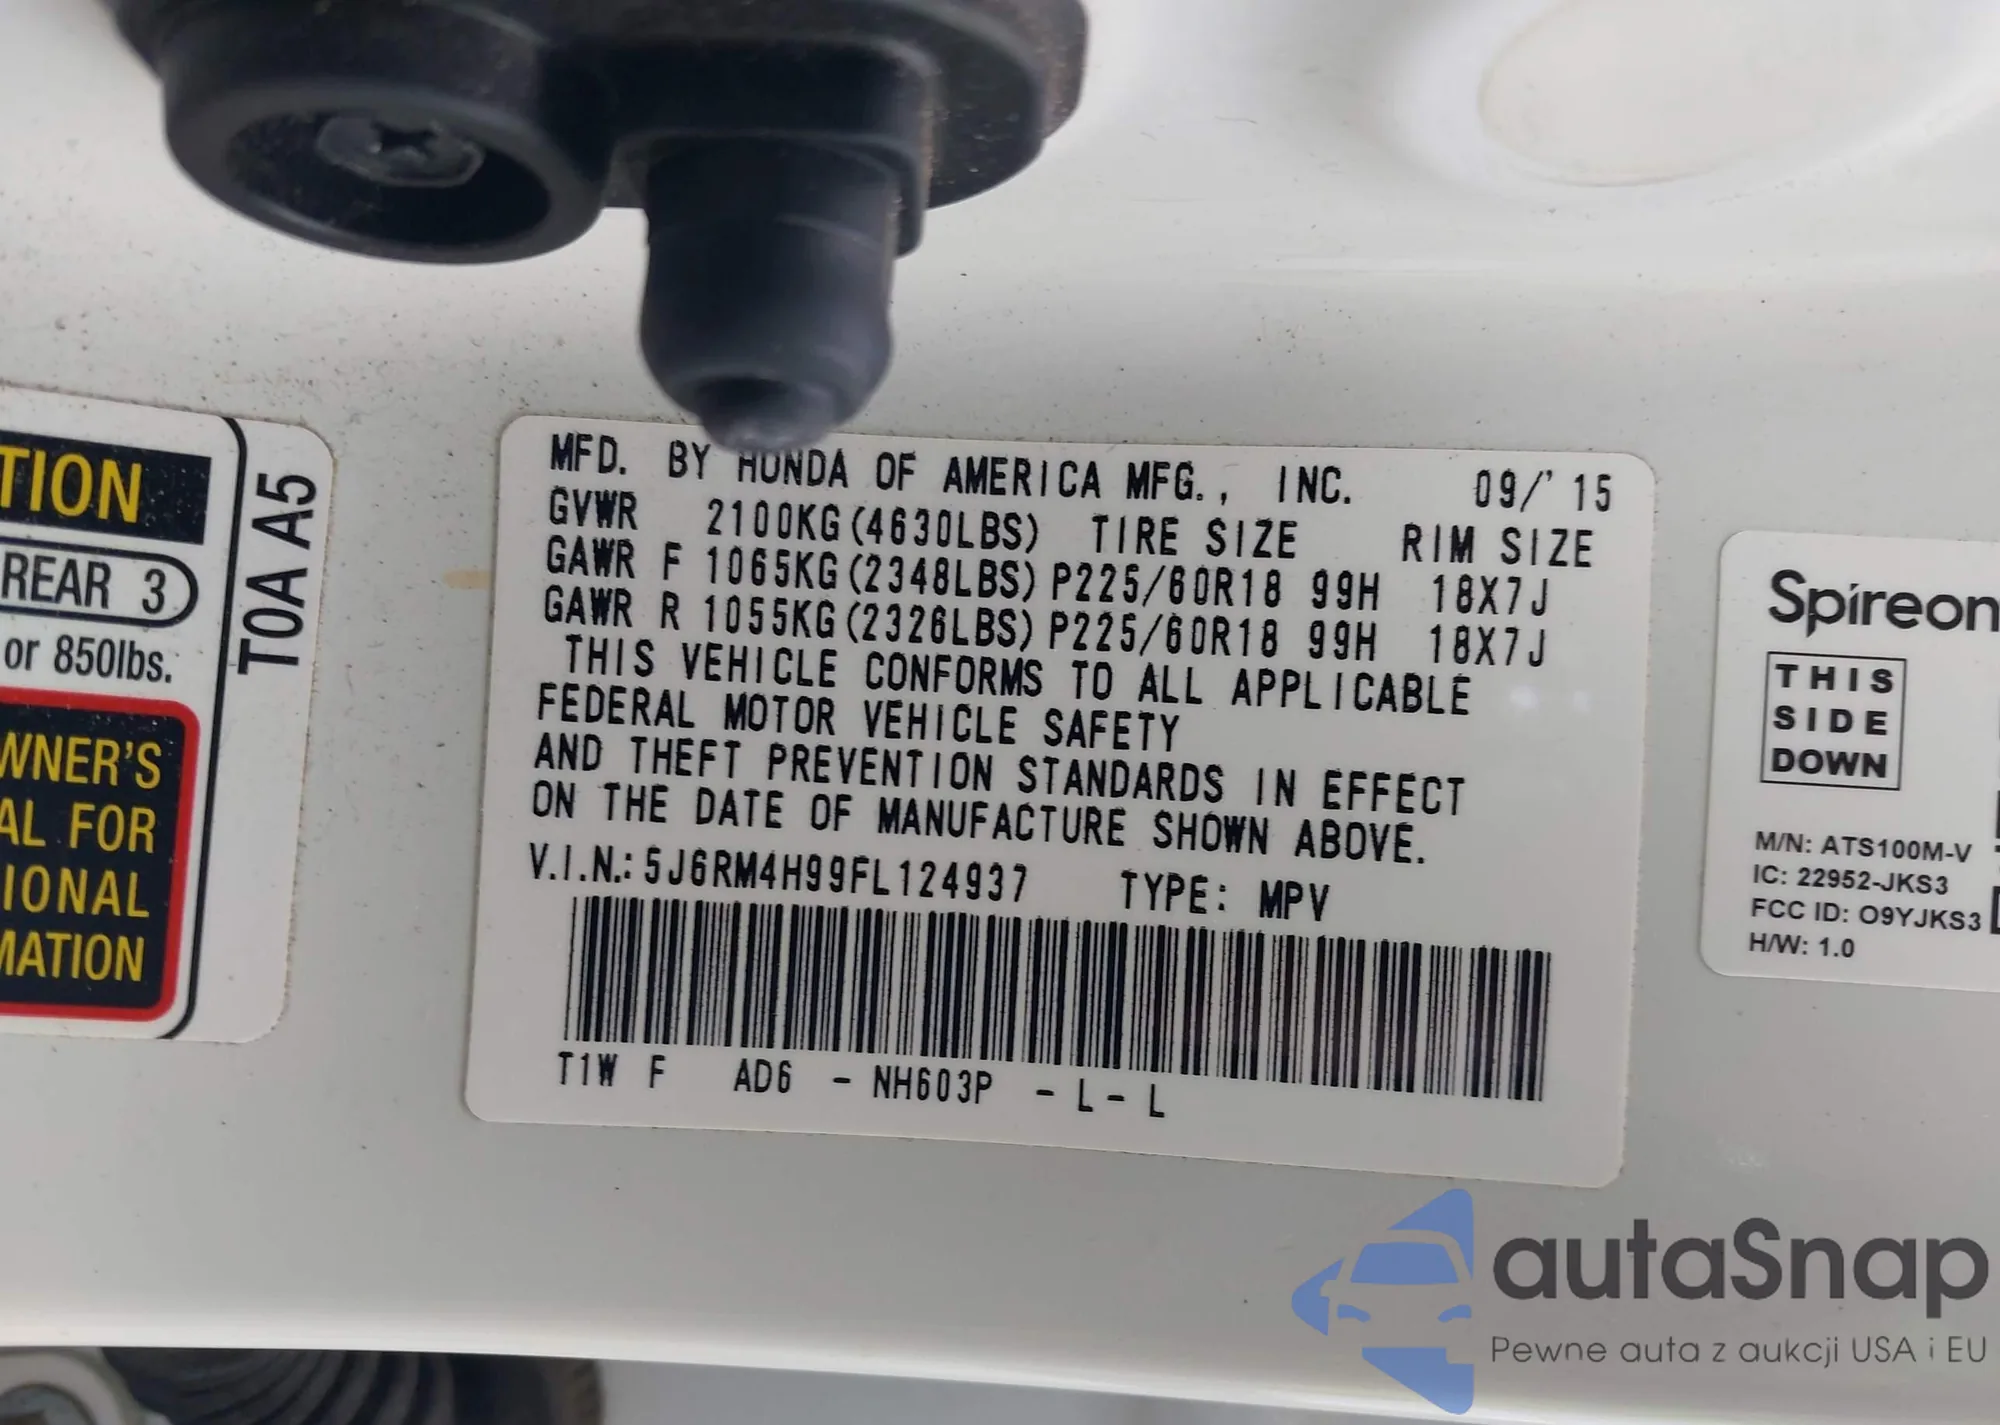 TION
REAR 3
or 850lbs.
WNER'S
AL FOR
IONAL
MATION
T0A A5
MFD. BY HONDA OF AMERICA MFG., INC. 09/'15
GVWR 2100KG(4630LBS) TIRE SIZE RIM SIZE
GAWR F 1065KG(2348LBS) P225/60R18 99H 18X7J
GAWR R 1055KG(2326LBS) P225/60R18 99H 18X7J
THIS VEHICLE CONFORMS TO ALL APPLICABLE
FEDERAL MOTOR VEHICLE SAFETY
AND THEFT PREVENTION STANDARDS IN EFFECT
ON THE DATE OF MANUFACTURE SHOWN ABOVE.
V.I.N.: 5J6RM4H99FL124937 TYPE: MPV
T1W F AD6 - NH603P - L - L
Spireon
THIS
SIDE
DOWN
M/N: ATS100M-V
IC: 22952-JKS3
FCC ID: O9YJKS3
H/W: 1.0
autaSnap
Pewne auta z aukcji USA i EU